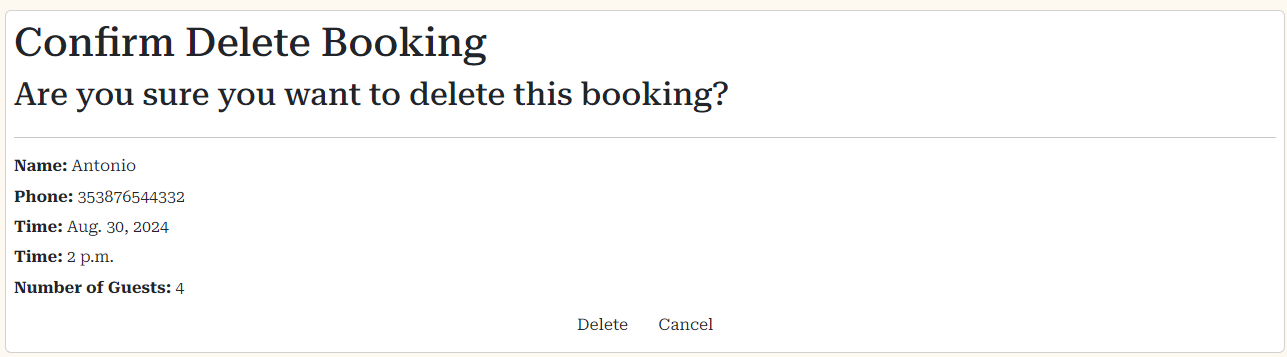 Confirm Delete Booking
Are you sure you want to delete this booking?
Name: Antonio
Phone: 353876544332
Time: Aug. 30, 2024
Time: 2 p.m.
Number of Guests: 4
Delete Cancel